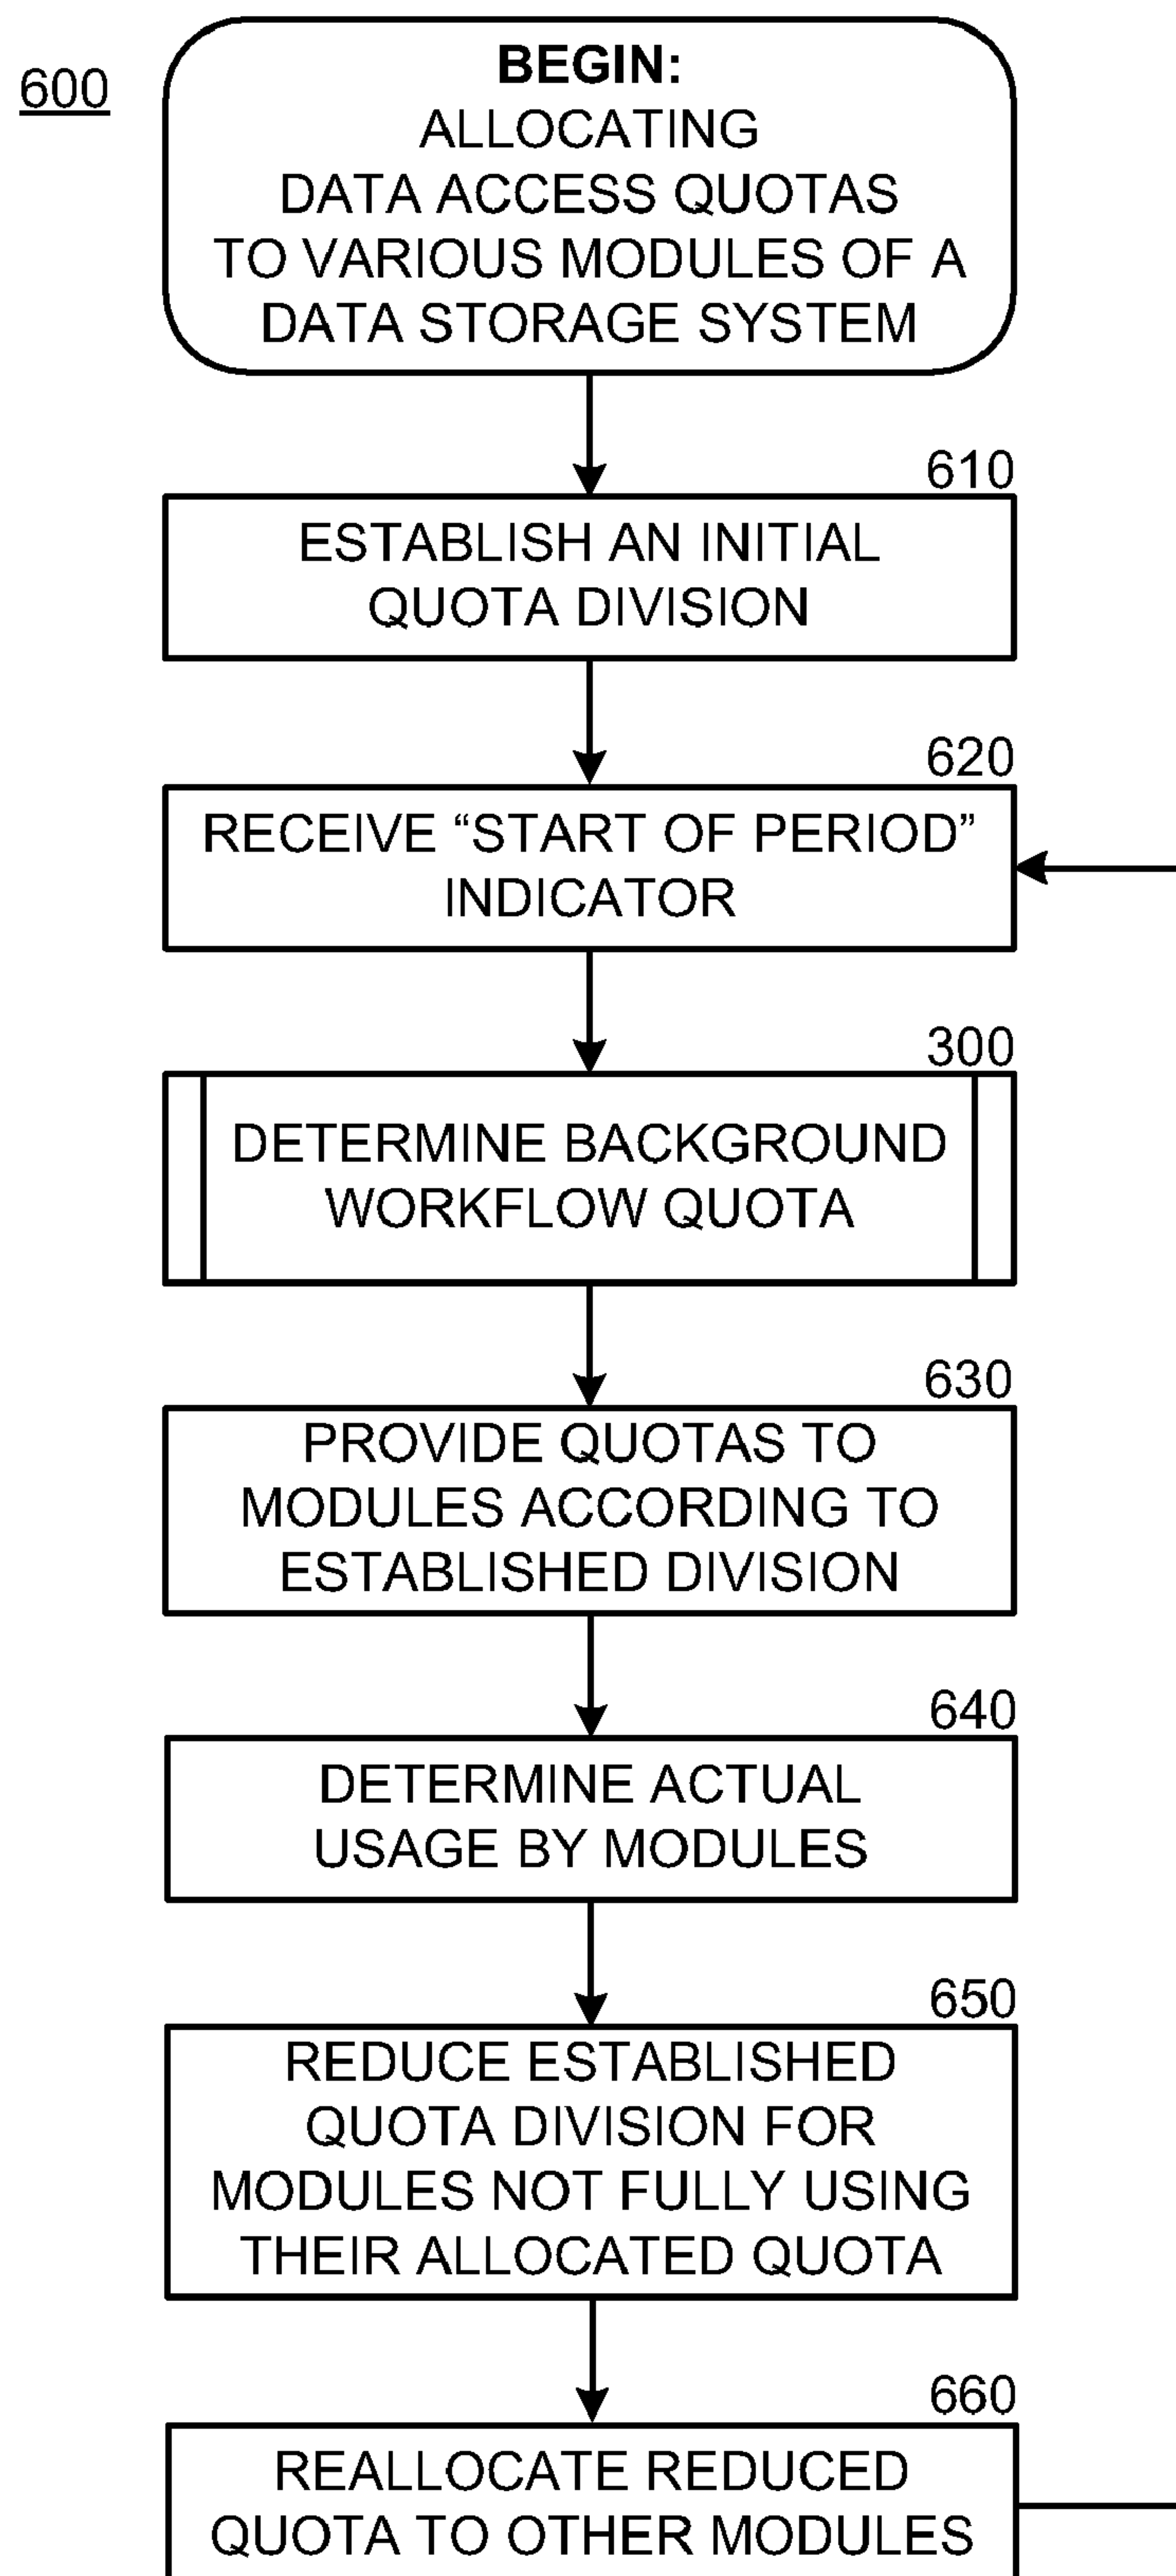 600
BEGIN:
ALLOCATING
DATA ACCESS QUOTAS
TO VARIOUS MODULES OF A
DATA STORAGE SYSTEM
610
ESTABLISH AN INITIAL
QUOTA DIVISION
620
RECEIVE “START OF PERIOD”
INDICATOR
300
DETERMINE BACKGROUND
WORKFLOW QUOTA
630
PROVIDE QUOTAS TO
MODULES ACCORDING TO
ESTABLISHED DIVISION
640
DETERMINE ACTUAL
USAGE BY MODULES
650
REDUCE ESTABLISHED
QUOTA DIVISION FOR
MODULES NOT FULLY USING
THEIR ALLOCATED QUOTA
660
REALLOCATE REDUCED
QUOTA TO OTHER MODULES